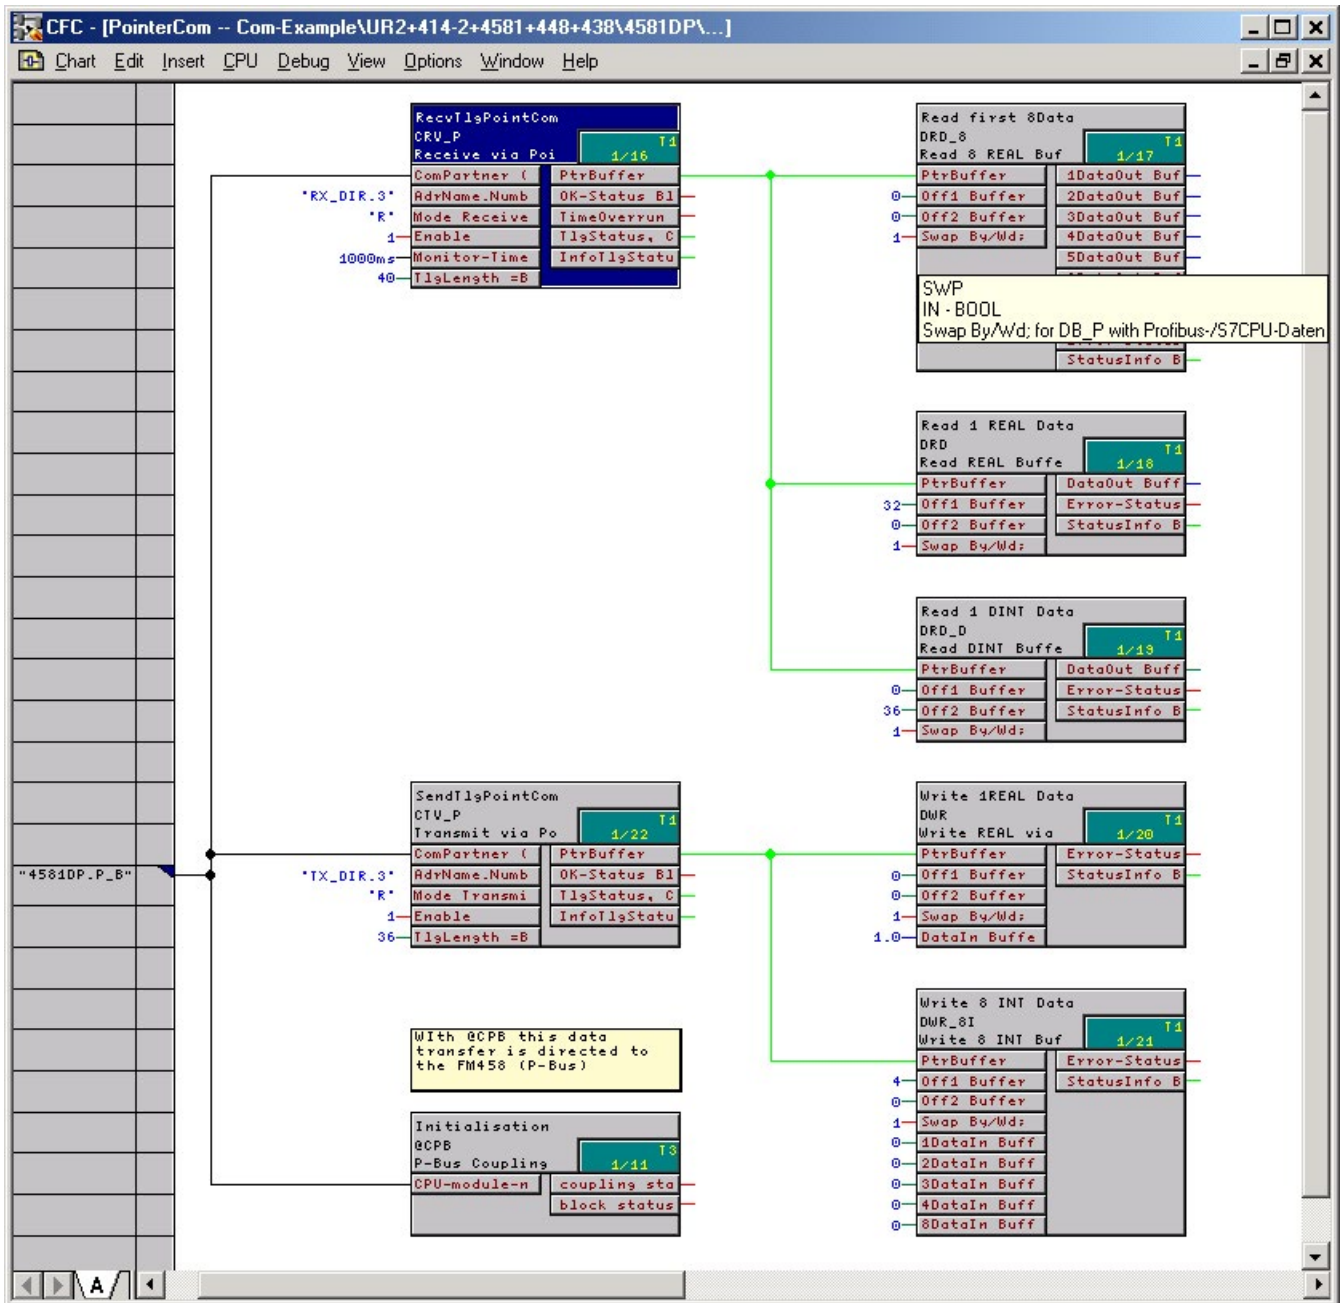 CFC - [PointerCom -- Com-Example\UR2+414-2+4581+448+438\4581DP\...]
Chart Edit Insert CPU Debug View Options Window Help
RecvTlgPointCom
CRV_P
T1
Receive via Poi 1/16
ComPartner ( PtrBuffer
"RX_DIR.3" AdrName.Numb OK-Status Bl
"R" Mode Receive TimeOverrun
1 Enable TlgStatus, C
1000ms Monitor-Time InfoTlgStatu
40 TlgLength =B
Read first 8Data
DRD_8
T1
Read 8 REAL Buf 1/17
PtrBuffer 1DataOut Buf
0 Off1 Buffer 2DataOut Buf
0 Off2 Buffer 3DataOut Buf
1 Swap By/Wd; 4DataOut Buf
5DataOut Buf
SWP
IN - BOOL
Swap By/Wd; for DB_P with Profibus-/S7CPU-Daten
StatusInfo B
Read 1 REAL Data
DRD
T1
Read REAL Buffe 1/18
PtrBuffer DataOut Buff
32 Off1 Buffer Error-Status
0 Off2 Buffer StatusInfo B
1 Swap By/Wd;
Read 1 DINT Data
DRD_D
T1
Read DINT Buffe 1/19
PtrBuffer DataOut Buff
0 Off1 Buffer Error-Status
36 Off2 Buffer StatusInfo B
1 Swap By/Wd;
SendTlgPointCom
CTV_P
T1
Transmit via Po 1/22
ComPartner ( PtrBuffer
"4581DP.P_B"
"TX_DIR.3" AdrName.Numb OK-Status Bl
"R" Mode Transmi TlgStatus, C
1 Enable InfoTlgStatu
36 TlgLength =B
Write 1REAL Data
DWR
T1
Write REAL via 1/20
PtrBuffer Error-Status
0 Off1 Buffer StatusInfo B
0 Off2 Buffer
1 Swap By/Wd;
1.0 DataIn Buffe
WIth @CPB this data
transfer is directed to
the FM458 (P-Bus)
Initialisation
@CPB
T3
P-Bus Coupling 1/11
CPU-module-n coupling sta
block status
Write 8 INT Data
DWR_8I
T1
Write 8 INT Buf 1/21
PtrBuffer Error-Status
4 Off1 Buffer StatusInfo B
0 Off2 Buffer
1 Swap By/Wd;
0 1DataIn Buff
0 2DataIn Buff
0 3DataIn Buff
0 4DataIn Buff
0 8DataIn Buff
A